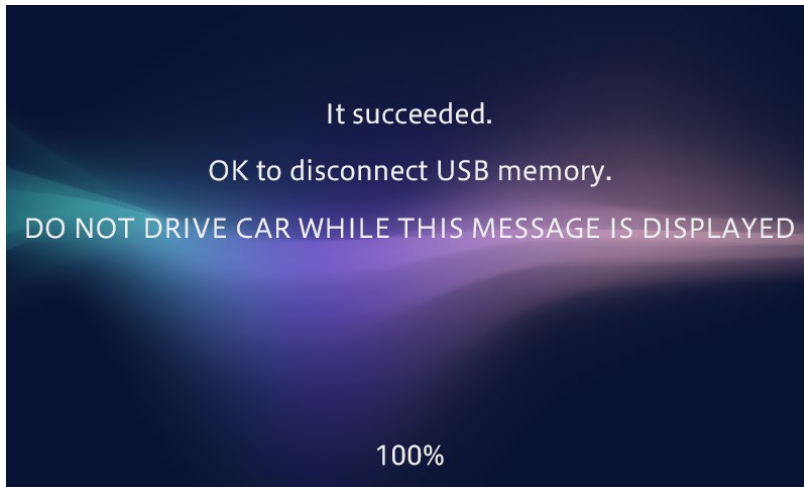 It succeeded.
OK to disconnect USB memory.
DO NOT DRIVE CAR WHILE THIS MESSAGE IS DISPLAYED
100%